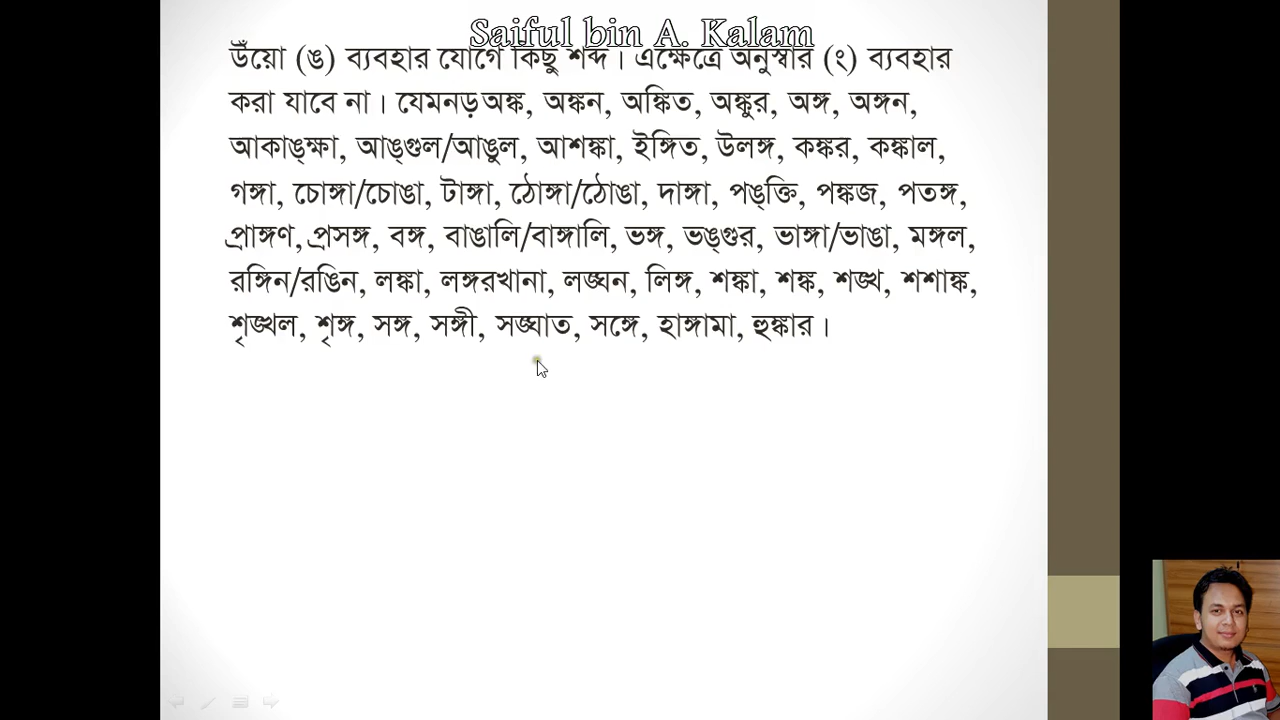 Saiful bin A. Kalam
উঁয়ো (ঙ) ব্যবহার যোগে কিছু শব্দ। এক্ষেত্রে অনুস্বার (ং) ব্যবহার
করা যাবে না। যেমনড়অঙ্ক, অঙ্কন, অঙ্কিত, অঙ্কুর, অঙ্গ, অঙ্গন,
আকাঙ্ক্ষা, আঙ্গুল/আঙুল, আশঙ্কা, ইঙ্গিত, উলঙ্গ, কঙ্কর, কঙ্কাল,
গঙ্গা, চোঙ্গা/চোঙা, টাঙ্গা, ঠোঙ্গা/ঠোঙা, দাঙ্গা, পঙ্ক্তি, পঙ্কজ, পতঙ্গ,
প্রাঙ্গণ, প্রসঙ্গ, বঙ্গ, বাঙালি/বাঙ্গালি, ভঙ্গ, ভঙ্গুর, ভাঙ্গা/ভাঙা, মঙ্গল,
রঙ্গিন/রঙিন, লঙ্কা, লঙ্গরখানা, লঙ্ঘন, লিঙ্গ, শঙ্কা, শঙ্ক, শঙ্খ, শশাঙ্ক,
শৃঙ্খল, শৃঙ্গ, সঙ্গ, সঙ্গী, সঙ্ঘাত, সঙ্গে, হাঙ্গামা, হুঙ্কার।